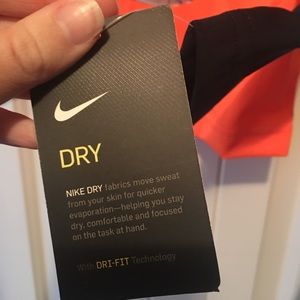 DRY
NIKE DRY fabrics move sweat
from your skin for quicker
evaporation—helping you stay
dry, comfortable and focused
on the task at hand.
With DRI-FIT Technology